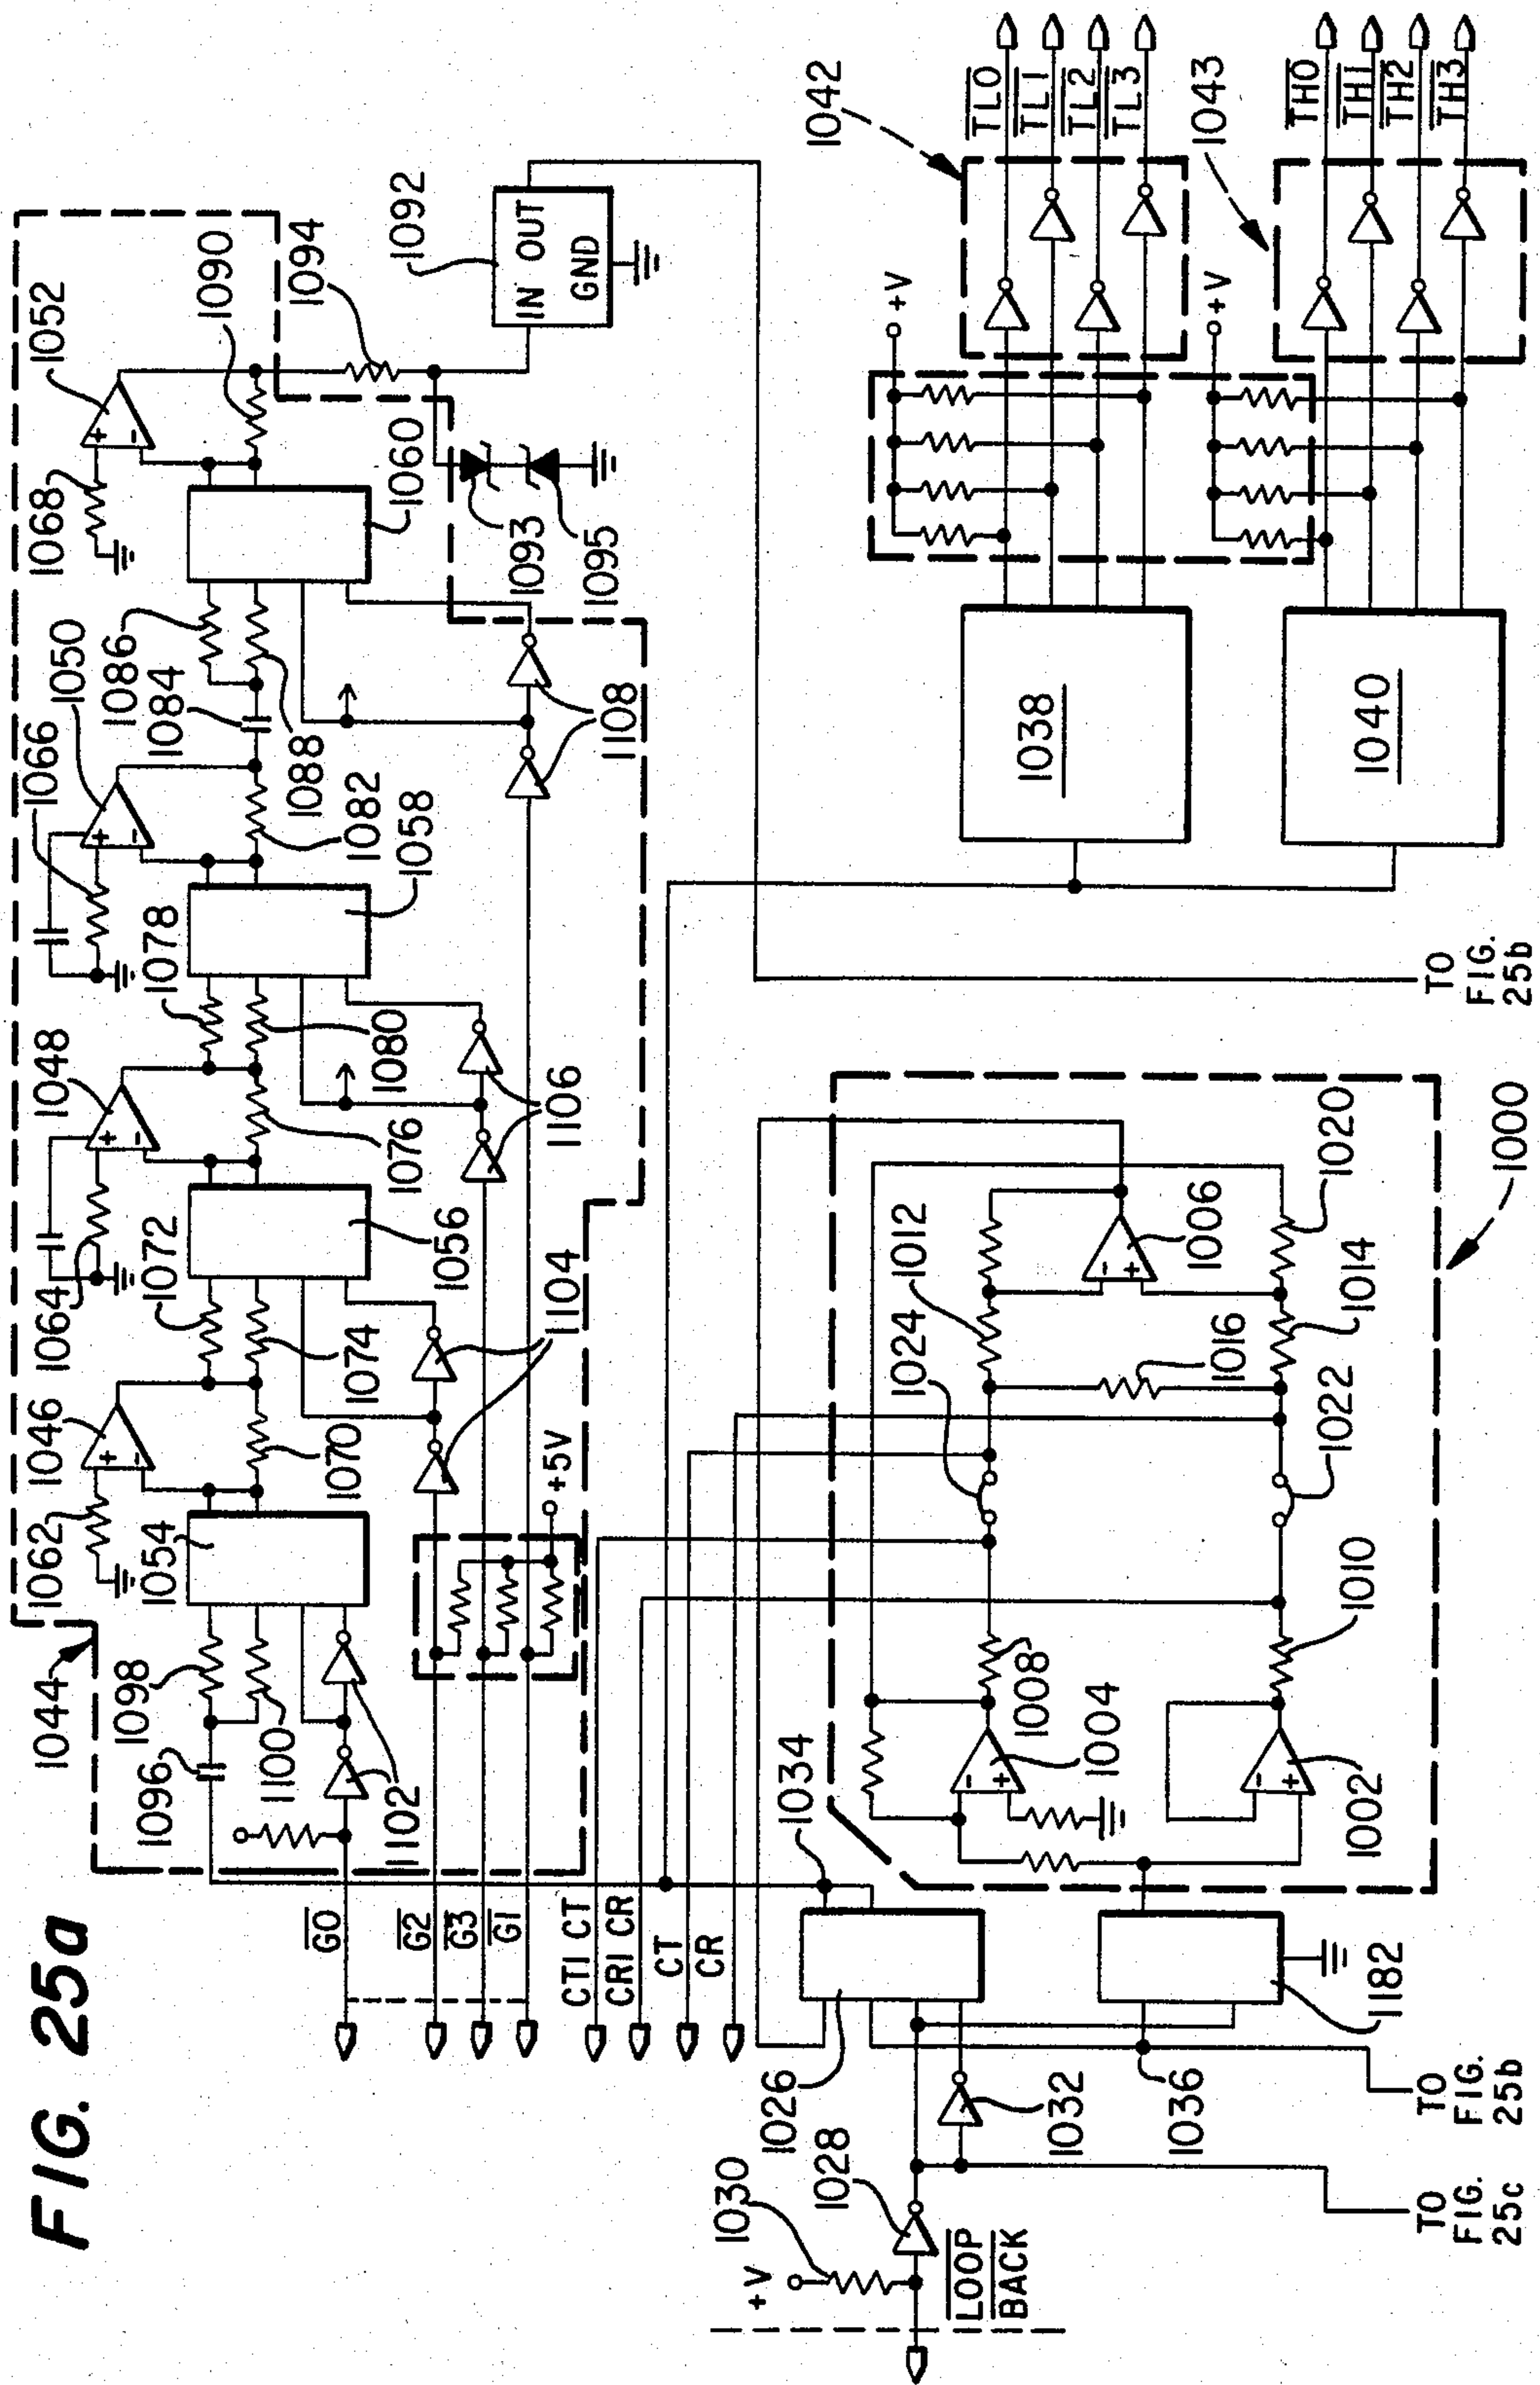 FIG. 25a
1044
1096
1098
1100
1102
1062
1054
1046
1070
1072
1074
1104
1064
1056
1048
1076
1078
1080
1106
1066
1058
1050
1082
1084
1086
1088
1108
1068
1060
1052
1090
1094
1092
IN OUT
GND
1093
1095
+5V
G0
G2
G3
G1
CT1 CT
CR1 CR
CT
CR
+V
1030
1028
LOOP
BACK
1026
1032
1034
1036
1182
TO
FIG.
25c
TO
FIG.
25b
1004
1002
1008
1010
1024
1022
1012
1016
1014
1006
1020
1000
TO
FIG.
25b
1038
1040
+V
+V
1042
1043
TL0
TL1
TL2
TL3
TH0
TH1
TH2
TH3
+
-
+
-
+
-
+
-
-
+
-
+
-
+